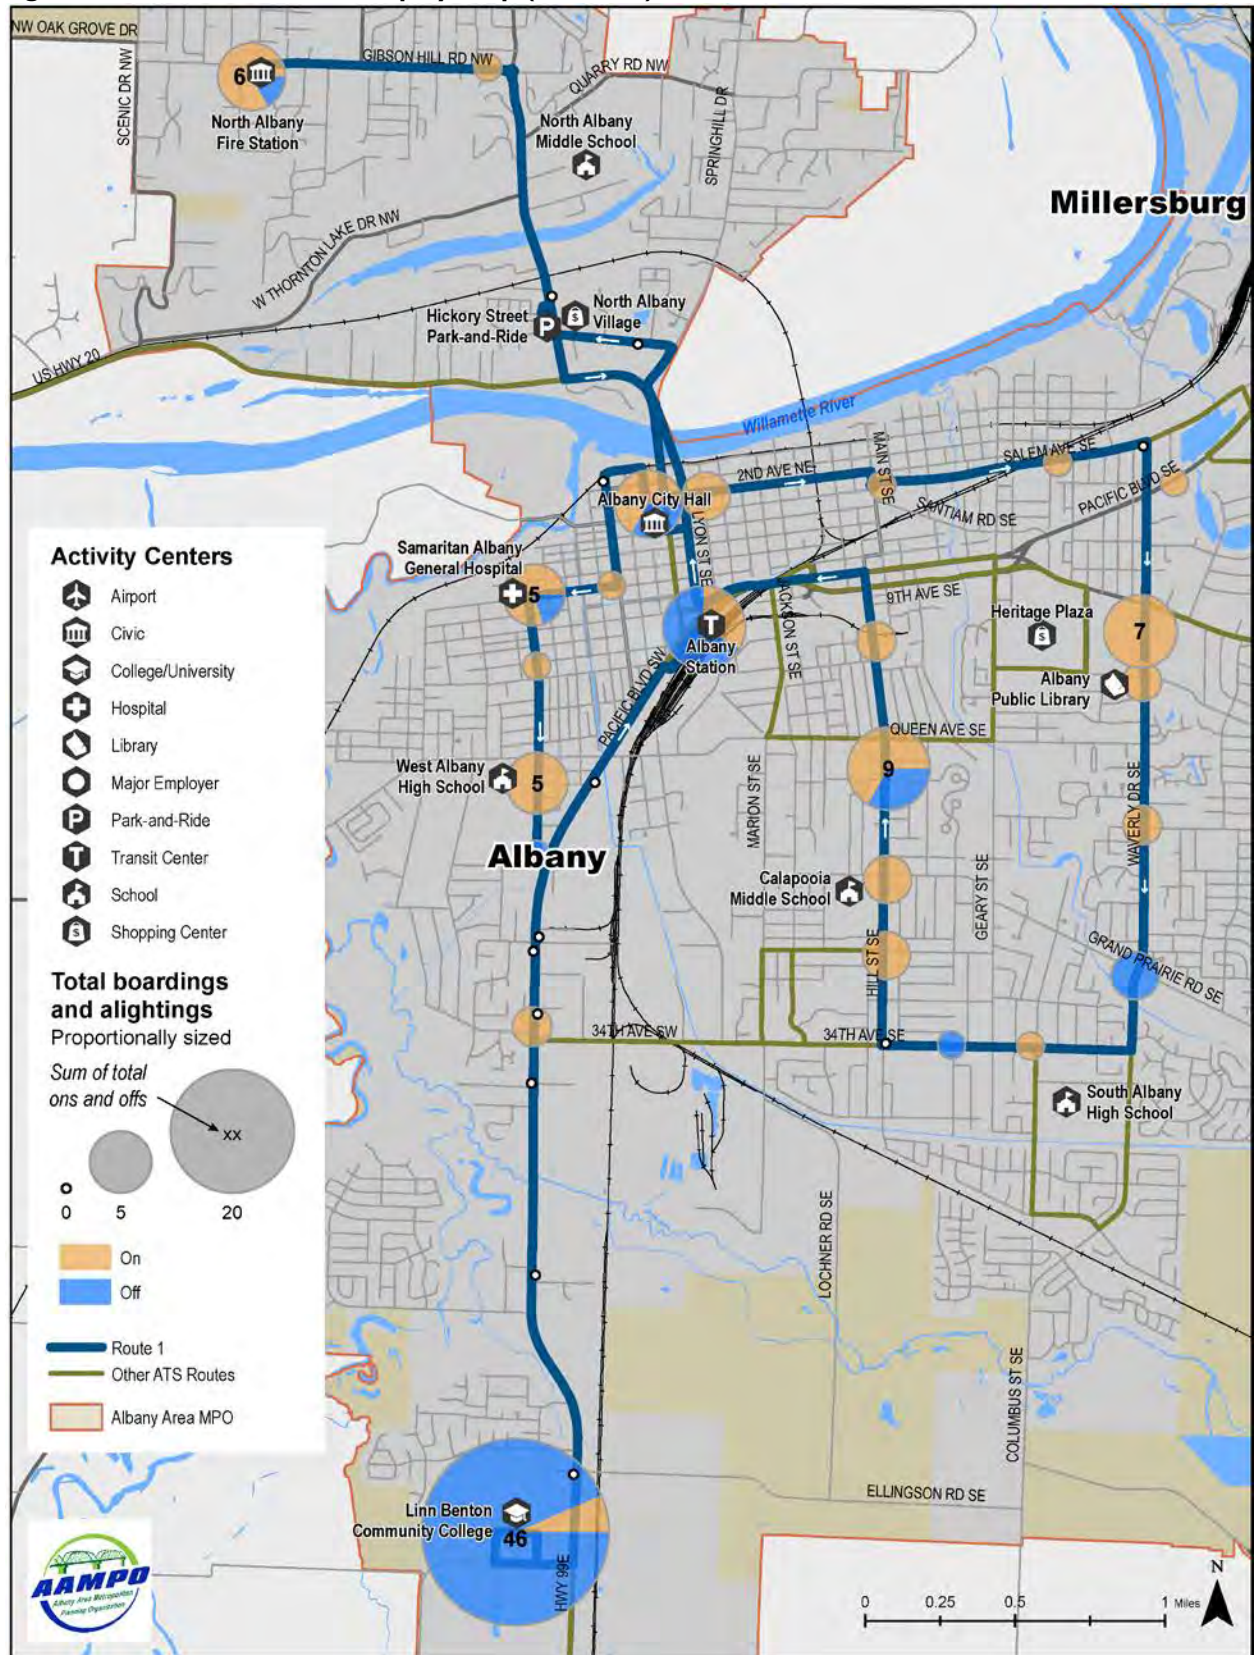 NW OAK GROVE DR
SCENIC DR NW
GIBSON HILL RD NW
QUARRY RD NW
6
North Albany
Fire Station
North Albany
Middle School
SPRINGHILL DR
Millersburg
W THORNTON LAKE DR NW
Hickory Street
Park-and-Ride
North Albany
Village
US HWY 20
Willamette River
2ND AVE NE
MAIN ST SE
SALEM AVE SE
PACIFIC BLVD SE
SANTIAM RD SE
Albany City Hall
LYON ST SE
Samaritan Albany
General Hospital
5
JACKSON ST SE
9TH AVE SE
Heritage Plaza
7
Albany
Station
Albany
Public Library
PACIFIC BLVD SW
QUEEN AVE SE
West Albany
High School
5
9
MARION ST SE
WAVERLY DR SE
Albany
Calapooia
Middle School
GEARY ST SE
HILL ST SE
GRAND PRAIRIE RD SE
34TH AVE SW
34TH AVE SE
South Albany
High School
LOCHNER RD SE
COLUMBUS ST SE
ELLINGSON RD SE
Linn Benton
Community College
46
HWY 99E
Activity Centers
Airport
Civic
College/University
Hospital
Library
Major Employer
Park-and-Ride
Transit Center
School
Shopping Center
Total boardings
and alightings
Proportionally sized
Sum of total
ons and offs
xx
0 5 20
On
Off
Route 1
Other ATS Routes
Albany Area MPO
AAMPO
Albany Area Metropolitan
Planning Organization
N
0 0.25 0.5 1 Miles